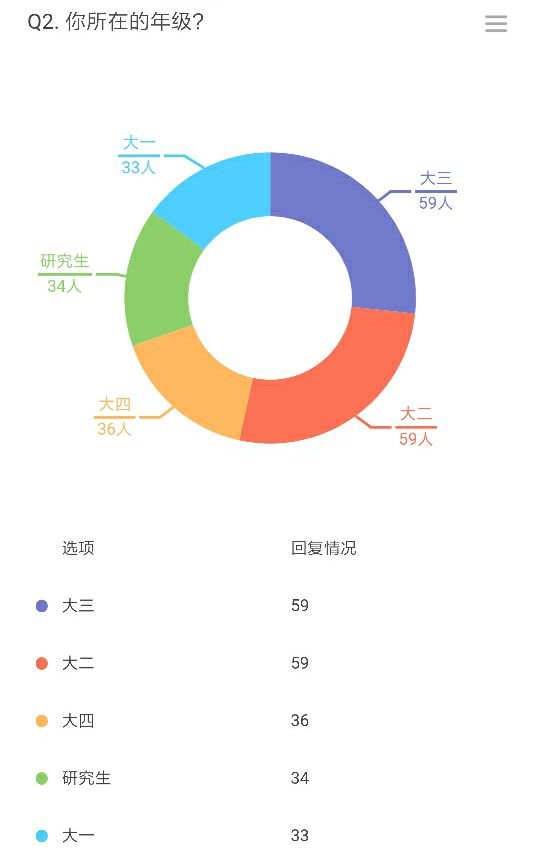 Q2. 你所在的年级?
大一
33人
大三
59人
研究生
34人
大四
36人
大二
59人
选项 回复情况
大三 59
大二 59
大四 36
研究生 34
大一 33